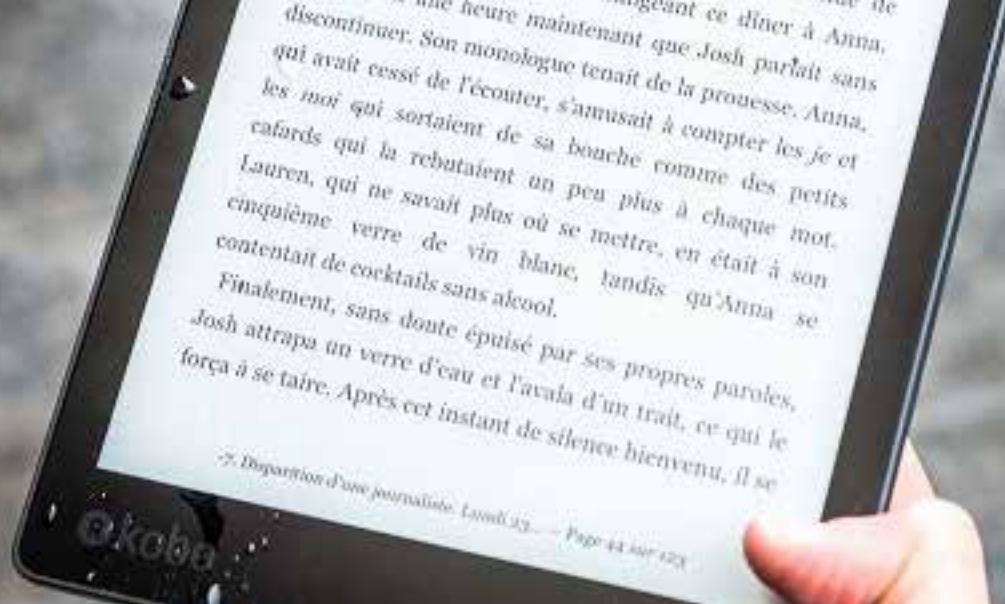 de
ngeant ce dîner à Anna,
une heure maintenant que Josh parlait sans
discontinuer. Son monologue tenait de la prouesse. Anna,
qui avait cessé de l'écouter, s'amusait à compter les je et
les moi qui sortaient de sa bouche comme des petits
cafards qui la rebutaient un peu plus à chaque mot.
Lauren, qui ne savait plus où se mettre, en était à son
cinquième verre de vin blanc, tandis qu'Anna se
contentait de cocktails sans alcool.
Finalement, sans doute épuisé par ses propres paroles,
Josh attrapa un verre d'eau et l'avala d'un trait, ce qui le
força à se taire. Après cet instant de silence bienvenu, il se
-7. Disparition d'une journaliste. Lundi 23... - Page 44 sur 123
kobo